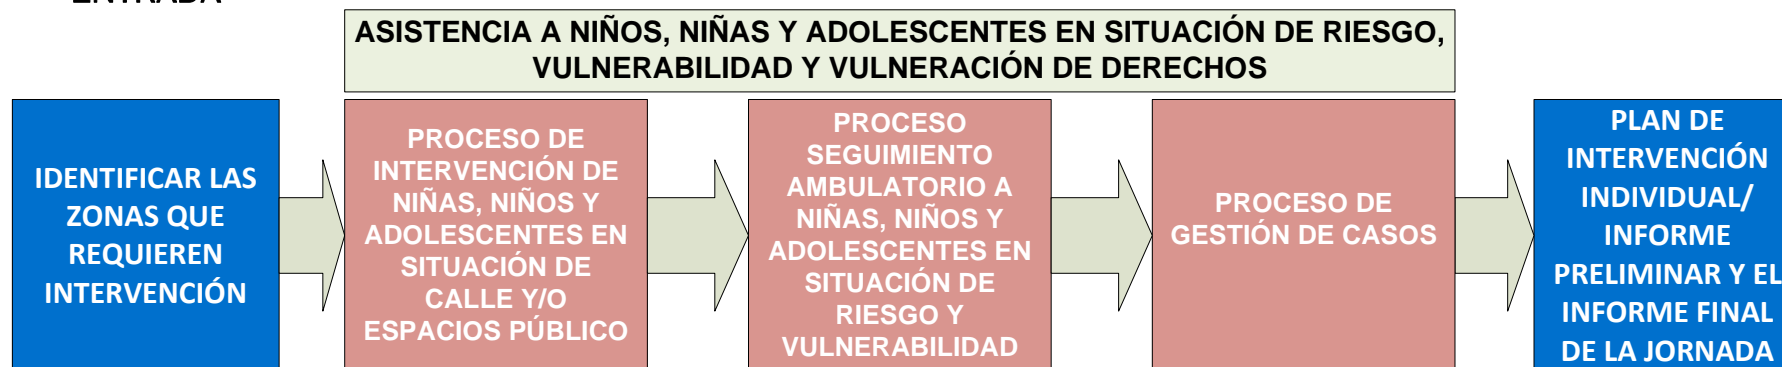 ENTRADA
ASISTENCIA A NIÑOS, NIÑAS Y ADOLESCENTES EN SITUACIÓN DE RIESGO,
VULNERABILIDAD Y VULNERACIÓN DE DERECHOS
IDENTIFICAR LAS
ZONAS QUE
REQUIEREN
INTERVENCIÓN
PROCESO DE
INTERVENCIÓN DE
NIÑAS, NIÑOS Y
ADOLESCENTES EN
SITUACIÓN DE
CALLE Y/O
ESPACIOS PÚBLICO
PROCESO
SEGUIMIENTO
AMBULATORIO A
NIÑAS, NIÑOS Y
ADOLESCENTES EN
SITUACIÓN DE
RIESGO Y
VULNERABILIDAD
PROCESO DE
GESTIÓN DE CASOS
PLAN DE
INTERVENCIÓN
INDIVIDUAL/
INFORME
PRELIMINAR Y EL
INFORME FINAL
DE LA JORNADA